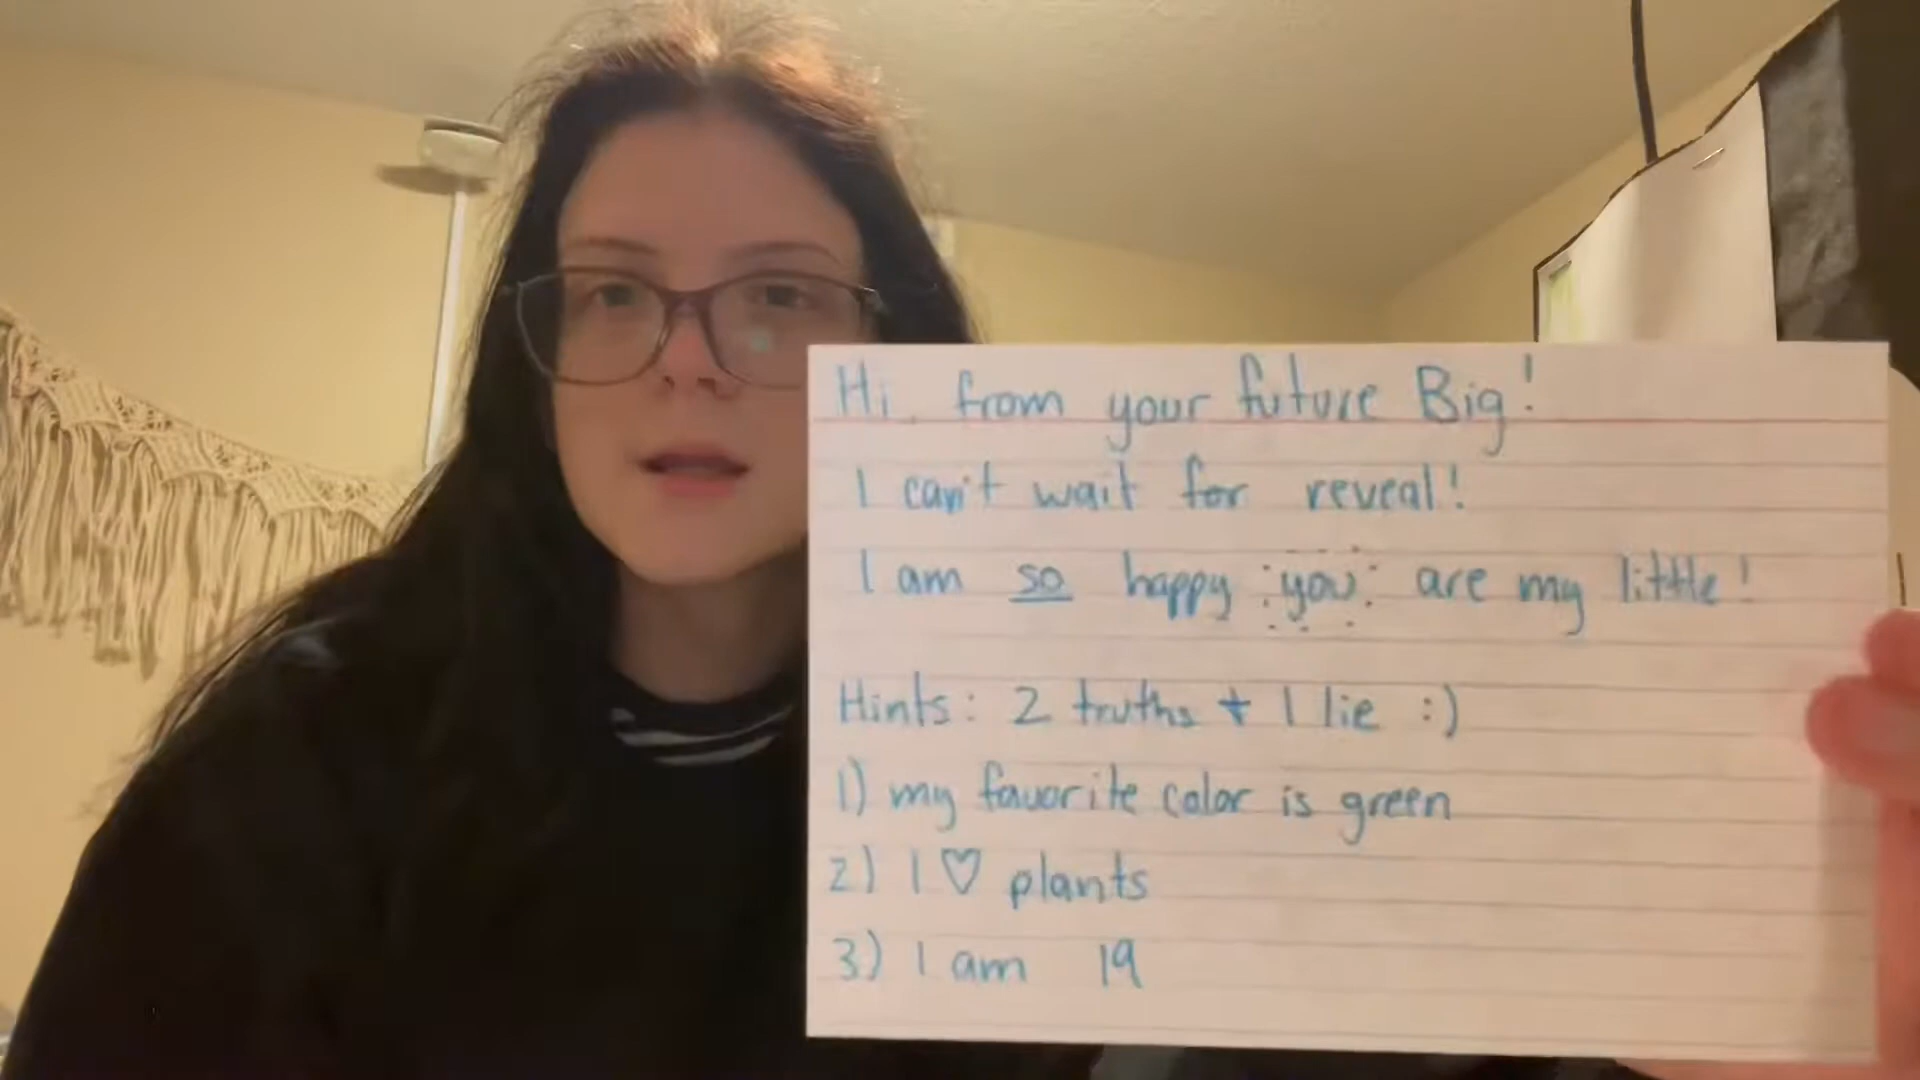 Hi from your future Big!
I can't wait for reveal!
I am so happy you are my little!
Hints: 2 truths + 1 lie :)
1) my favorite color is green
2) I ♡ plants
3) I am 19